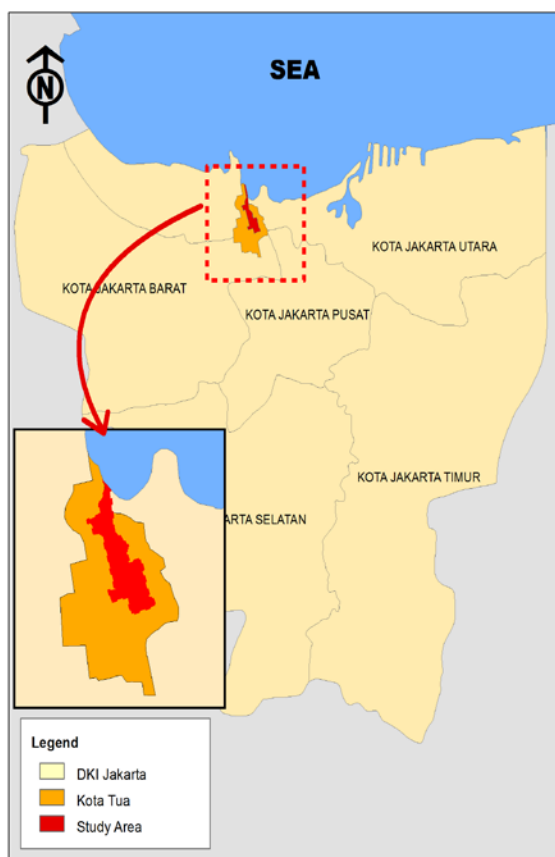 SEA
N
KOTA JAKARTA UTARA
KOTA JAKARTA BARAT
KOTA JAKARTA PUSAT
KOTA JAKARTA TIMUR
ARTA SELATAN
Legend
DKI Jakarta
Kota Tua
Study Area